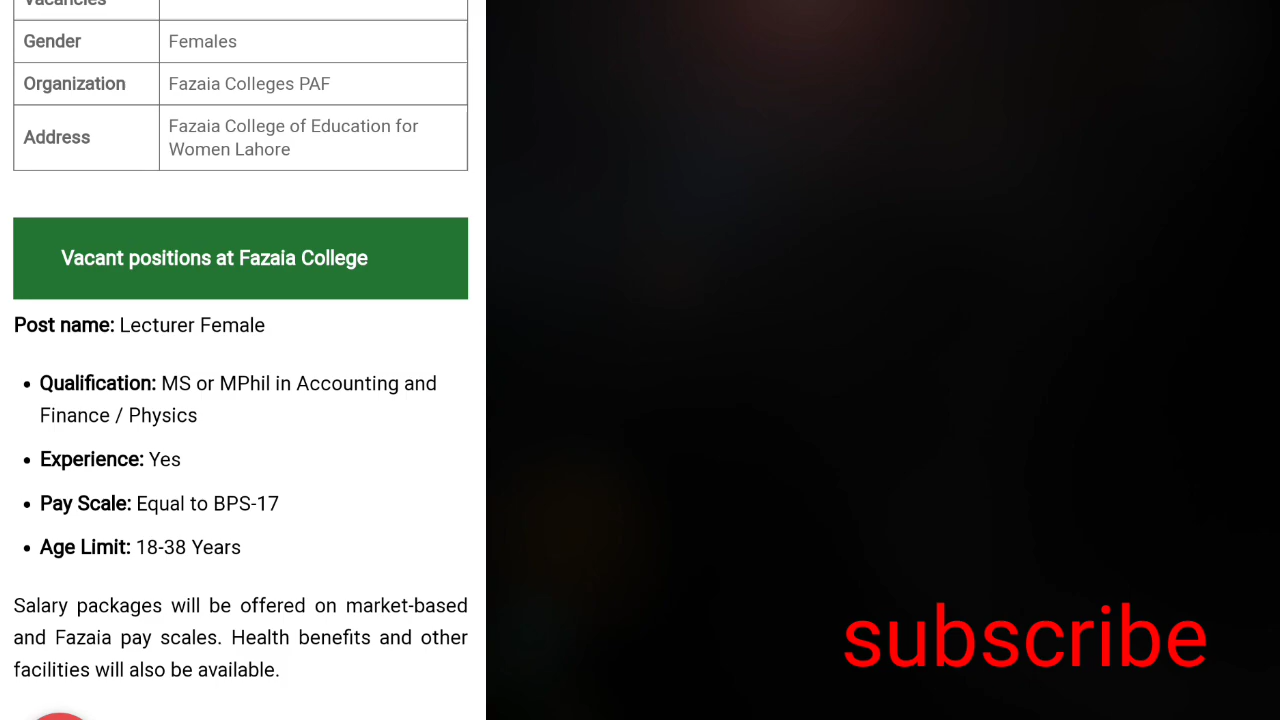 Vacancies
Gender Females
Organization Fazaia Colleges PAF
Address Fazaia College of Education for
Women Lahore
Vacant positions at Fazaia College
Post name: Lecturer Female
• Qualification: MS or MPhil in Accounting and
Finance / Physics
• Experience: Yes
• Pay Scale: Equal to BPS-17
• Age Limit: 18-38 Years
Salary packages will be offered on market-based
and Fazaia pay scales. Health benefits and other
facilities will also be available.
subscribe